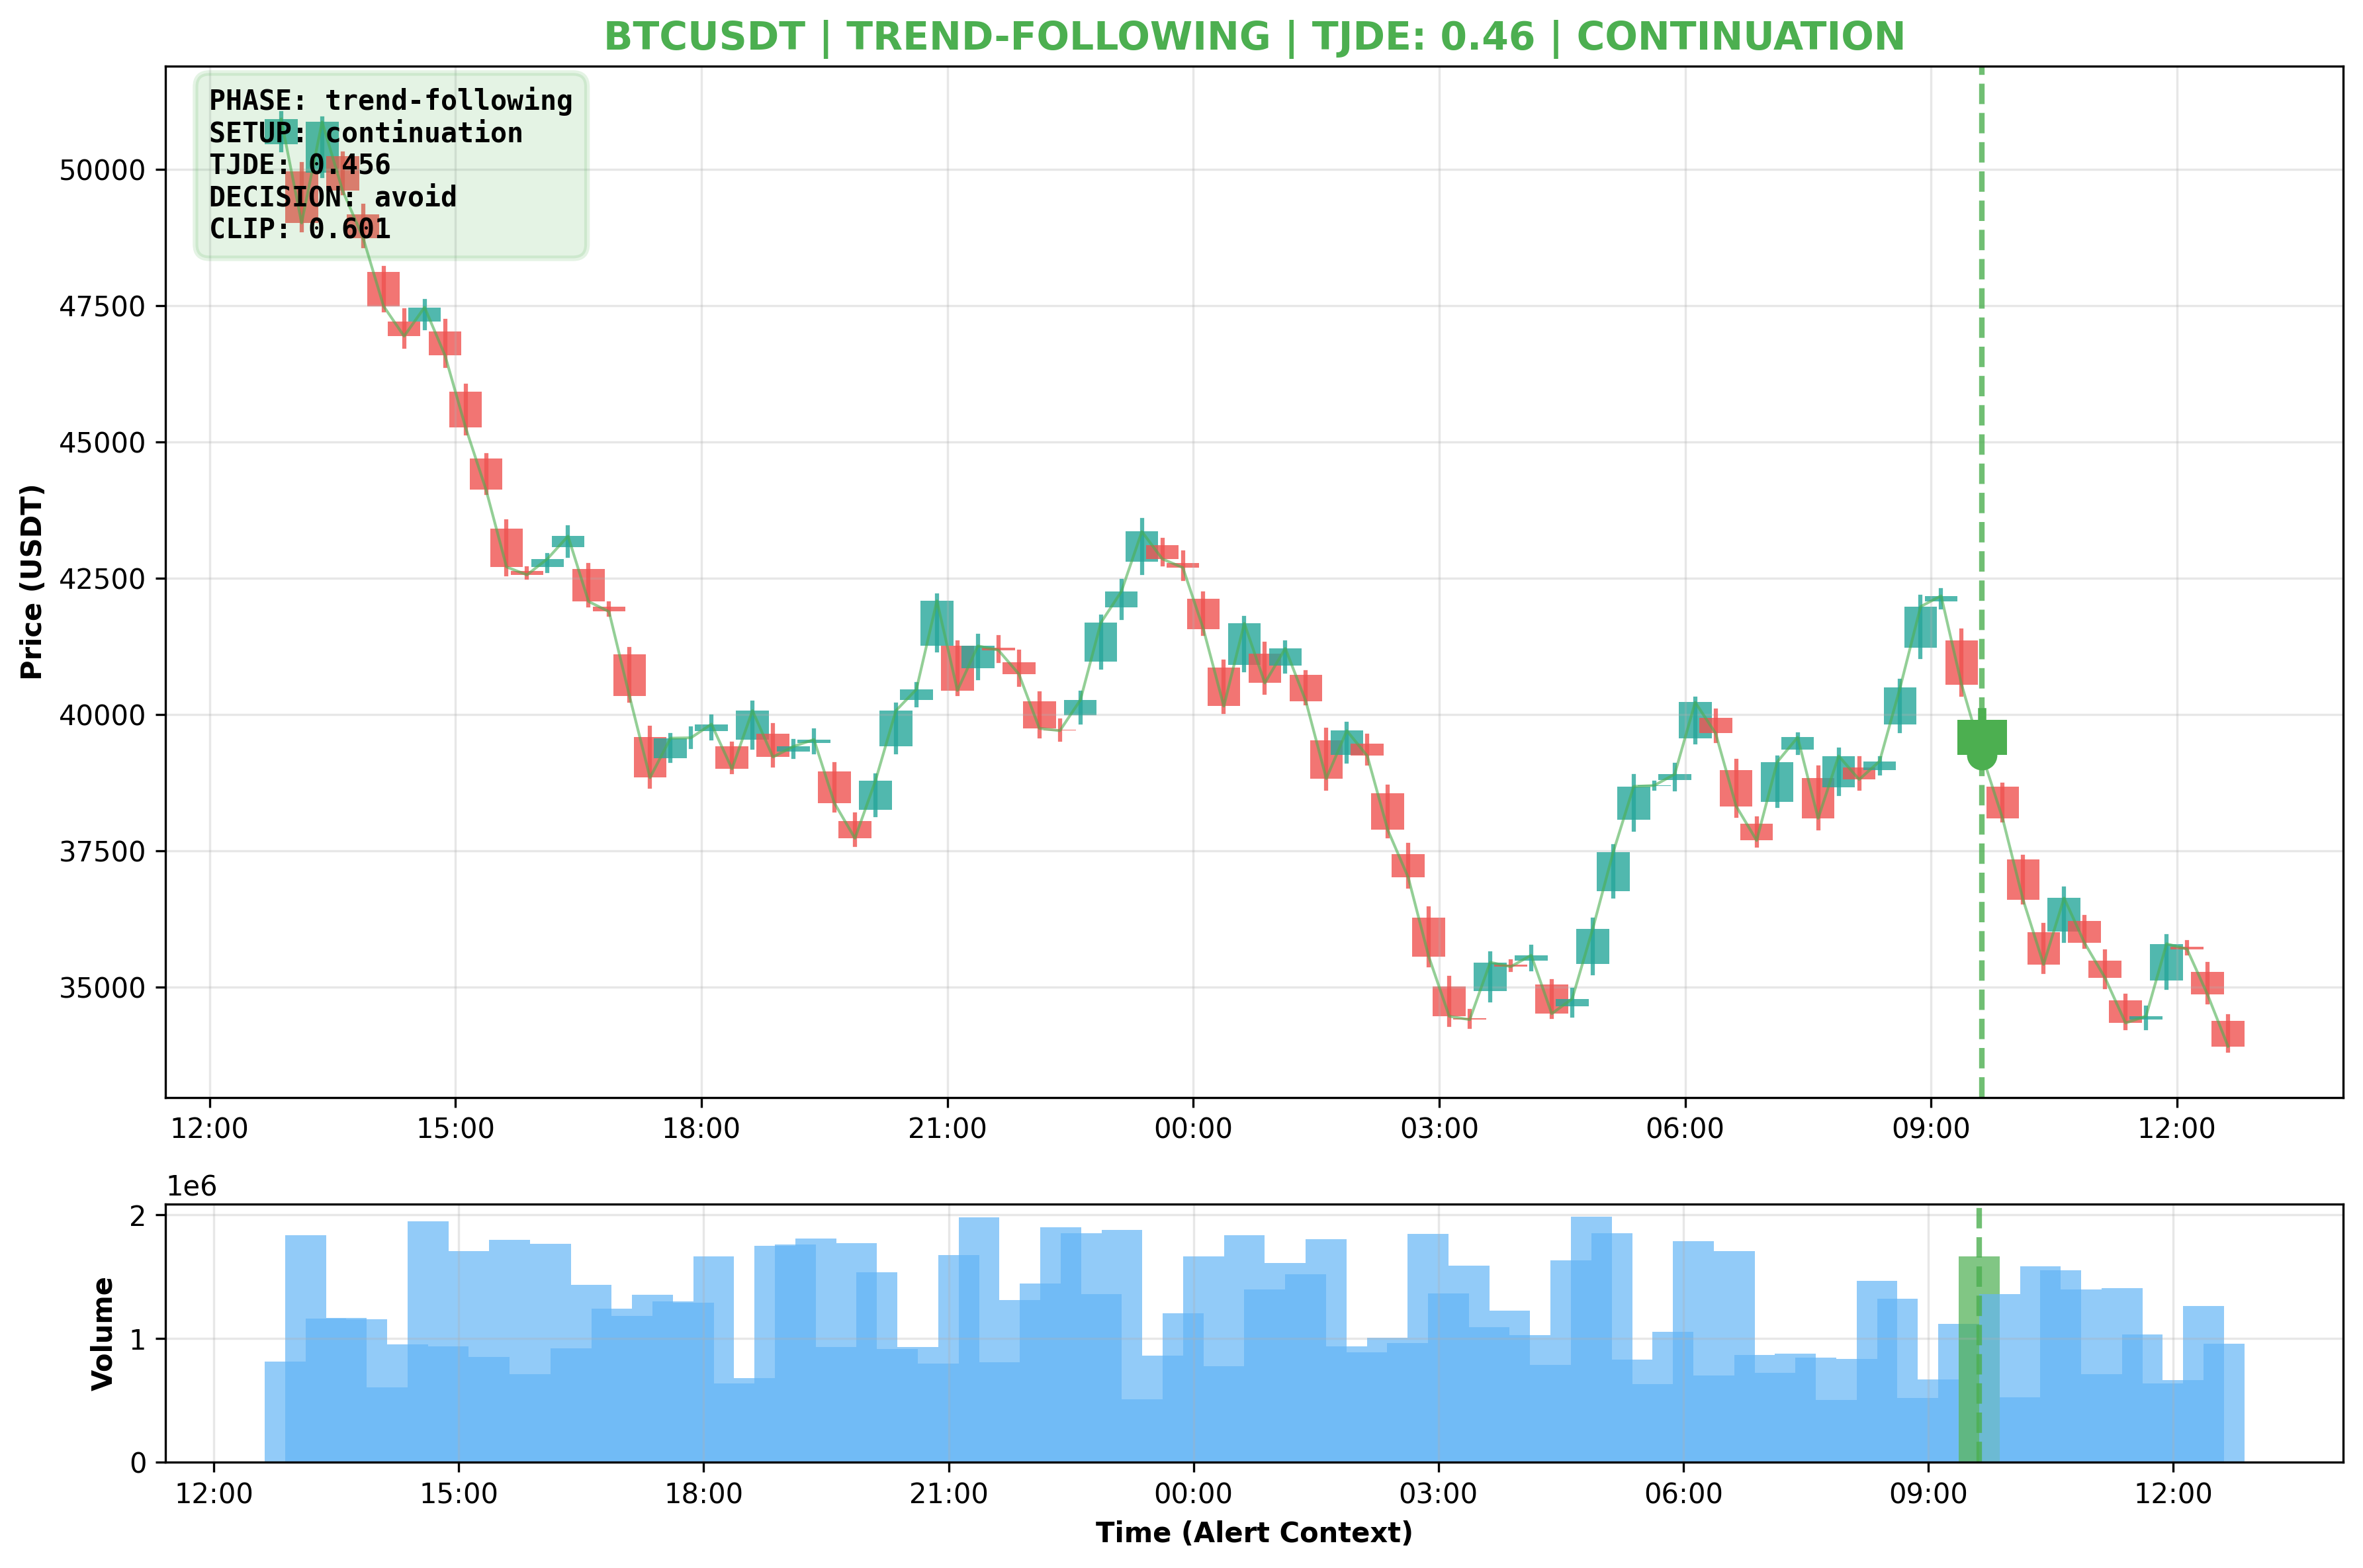 BTCUSDT | TREND-FOLLOWING | TJDE: 0.46 | CONTINUATION
PHASE: trend-following
SETUP: continuation
TJDE: 0.456
DECISION: avoid
CLIP: 0.601
Price (USDT)
50000
47500
45000
42500
40000
37500
35000
12:00 15:00 18:00 21:00 00:00 03:00 06:00 09:00 12:00
1e6
Volume
2
1
0
12:00 15:00 18:00 21:00 00:00 03:00 06:00 09:00 12:00
Time (Alert Context)